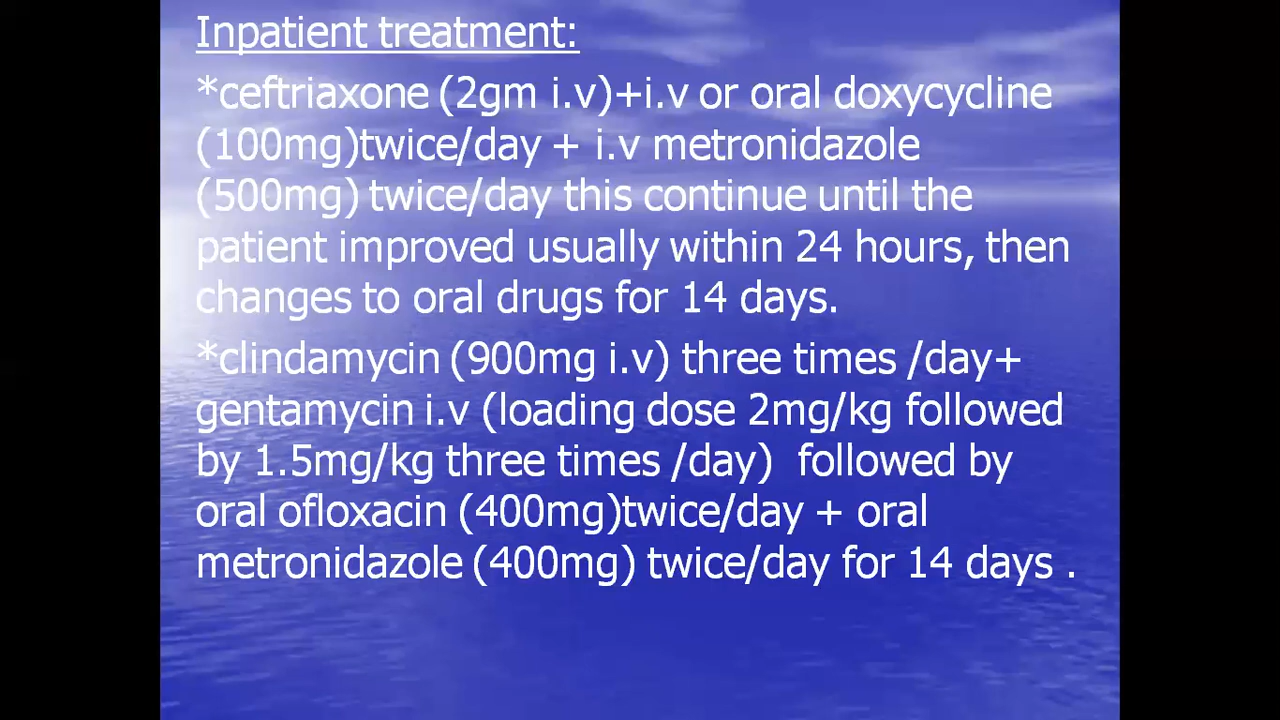 Inpatient treatment:
*ceftriaxone (2gm i.v)+i.v or oral doxycycline
(100mg)twice/day + i.v metronidazole
(500mg) twice/day this continue until the
patient improved usually within 24 hours, then
changes to oral drugs for 14 days.
*clindamycin (900mg i.v) three times /day+
gentamycin i.v (loading dose 2mg/kg followed
by 1.5mg/kg three times /day)  followed by
oral ofloxacin (400mg)twice/day + oral
metronidazole (400mg) twice/day for 14 days .